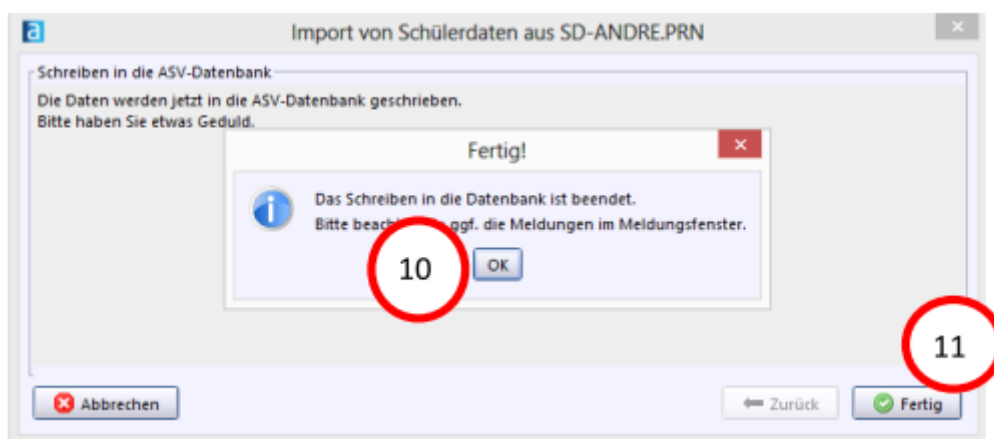 a
Import von Schülerdaten aus SD-ANDRE.PRN
Schreiben in die ASV-Datenbank
Die Daten werden jetzt in die ASV-Datenbank geschrieben.
Bitte haben Sie etwas Geduld.
Fertig!
Das Schreiben in die Datenbank ist beendet.
Bitte ggf. die Meldungen im Meldungsfenster.
10
OK
11
Abbrechen
Zurück
Fertig